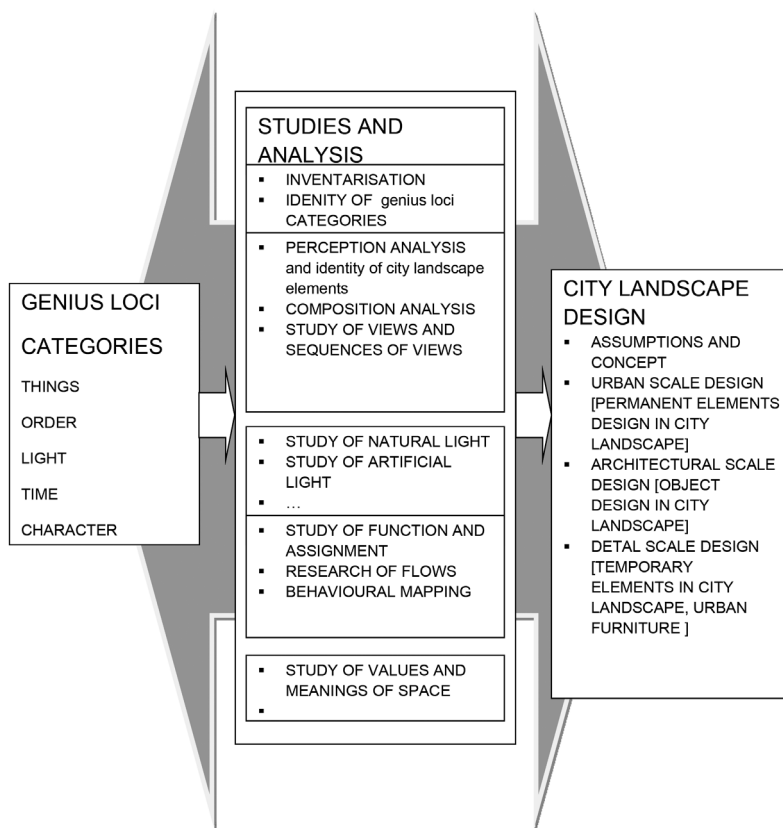 GENIUS LOCI
CATEGORIES
THINGS
ORDER
LIGHT
TIME
CHARACTER
STUDIES AND
ANALYSIS
▪ INVENTARISATION
▪ IDENITY OF genius loci
CATEGORIES
▪ PERCEPTION ANALYSIS
and identity of city landscape
elements
▪ COMPOSITION ANALYSIS
▪ STUDY OF VIEWS AND
SEQUENCES OF VIEWS
▪ STUDY OF NATURAL LIGHT
▪ STUDY OF ARTIFICIAL
LIGHT
▪ …
▪ STUDY OF FUNCTION AND
ASSIGNMENT
▪ RESEARCH OF FLOWS
▪ BEHAVIOURAL MAPPING
▪ STUDY OF VALUES AND
MEANINGS OF SPACE
▪
CITY LANDSCAPE
DESIGN
▪ ASSUMPTIONS AND
CONCEPT
▪ URBAN SCALE DESIGN
[PERMANENT ELEMENTS
DESIGN IN CITY
LANDSCAPE]
▪ ARCHITECTURAL SCALE
DESIGN [OBJECT
DESIGN IN CITY
LANDSCAPE]
▪ DETAL SCALE DESIGN
[TEMPORARY
ELEMENTS IN CITY
LANDSCAPE, URBAN
FURNITURE ]